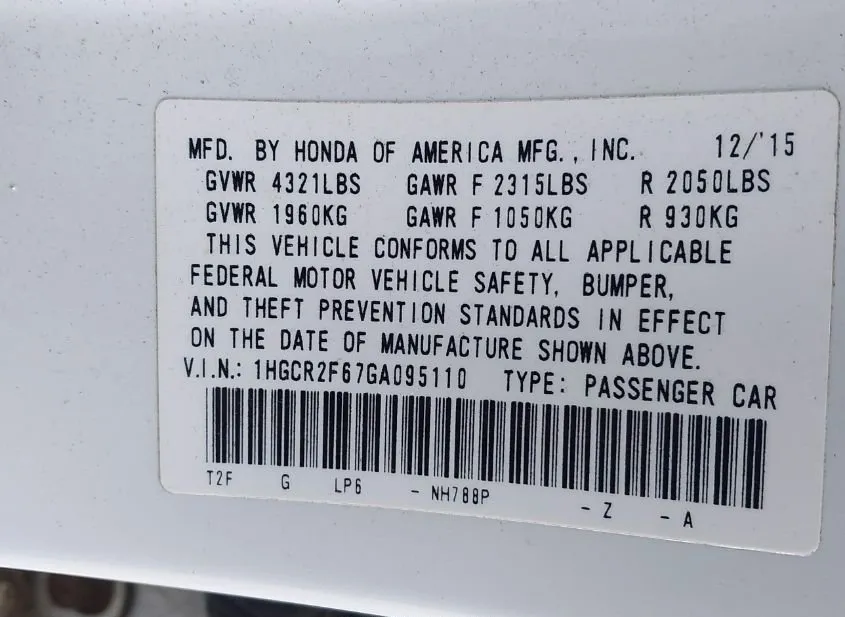 MFD. BY HONDA OF AMERICA MFG., INC. 12/'15
GVWR 4321LBS GAWR F 2315LBS R 2050LBS
GVWR 1960KG GAWR F 1050KG R 930KG
THIS VEHICLE CONFORMS TO ALL APPLICABLE
FEDERAL MOTOR VEHICLE SAFETY, BUMPER,
AND THEFT PREVENTION STANDARDS IN EFFECT
ON THE DATE OF MANUFACTURE SHOWN ABOVE.
V.I.N.: 1HGCR2F67GA095110 TYPE: PASSENGER CAR
T2F G LP6 - NH788P - Z - A